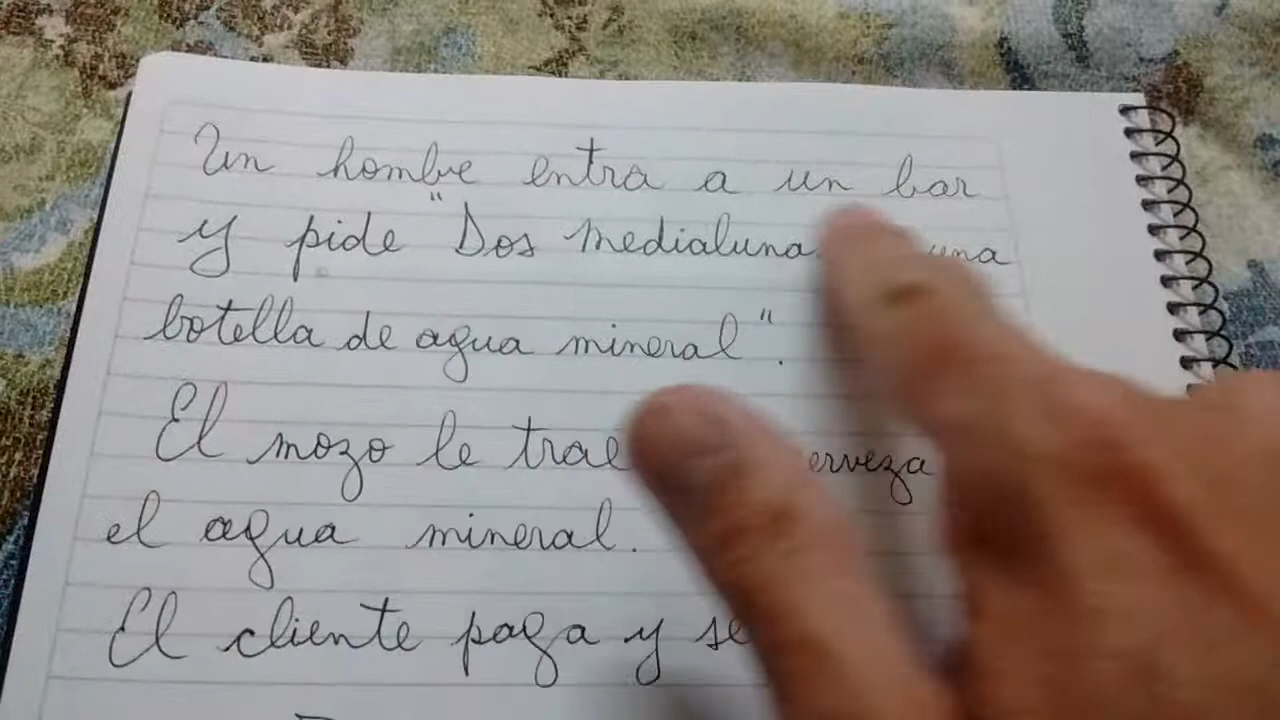 Un hombre entra a un bar
y pide "Dos medialuna una
botella de agua mineral".
El mozo le trae
el agua mineral.
El cliente paga y se